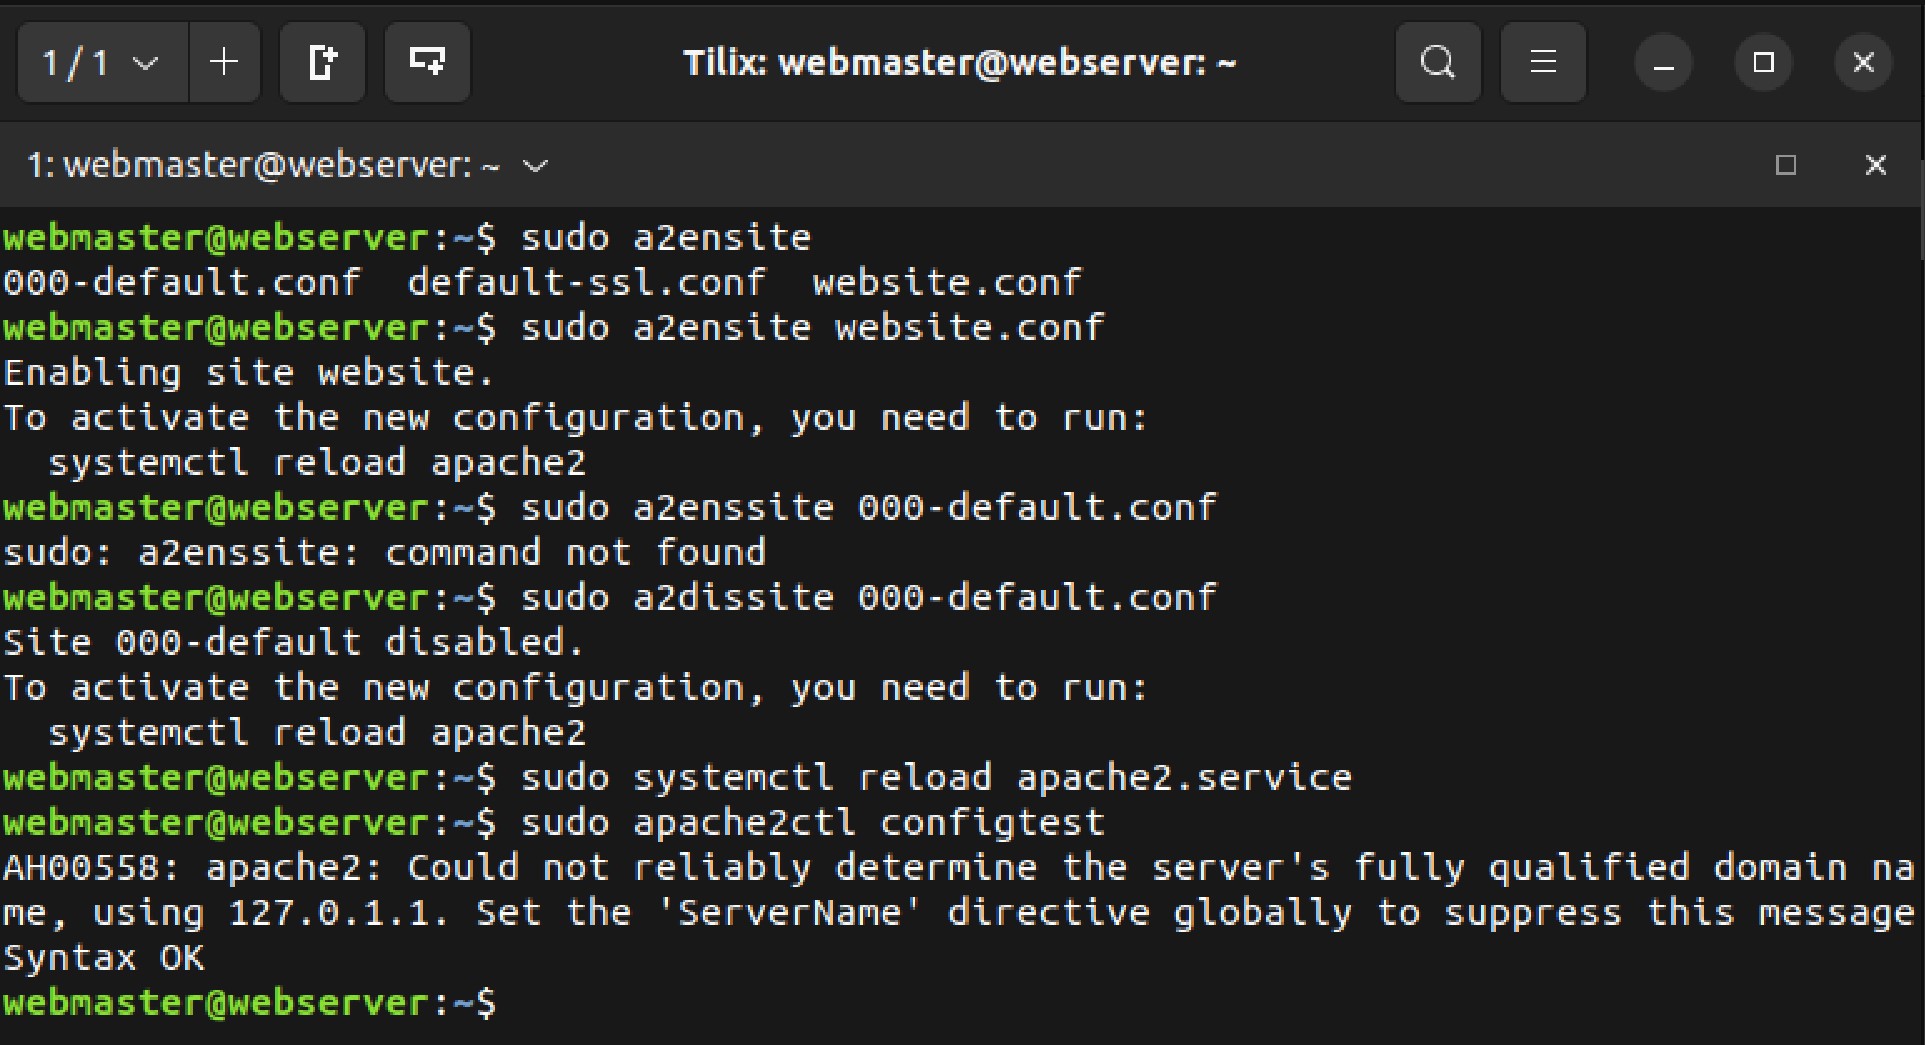 1 / 1
Tilix: webmaster@webserver: ~
1: webmaster@webserver: ~
webmaster@webserver:~$ sudo a2ensite
000-default.conf  default-ssl.conf  website.conf
webmaster@webserver:~$ sudo a2ensite website.conf
Enabling site website.
To activate the new configuration, you need to run:
  systemctl reload apache2
webmaster@webserver:~$ sudo a2enssite 000-default.conf
sudo: a2enssite: command not found
webmaster@webserver:~$ sudo a2dissite 000-default.conf
Site 000-default disabled.
To activate the new configuration, you need to run:
  systemctl reload apache2
webmaster@webserver:~$ sudo systemctl reload apache2.service
webmaster@webserver:~$ sudo apache2ctl configtest
AH00558: apache2: Could not reliably determine the server's fully qualified domain na
me, using 127.0.1.1. Set the 'ServerName' directive globally to suppress this message
Syntax OK
webmaster@webserver:~$